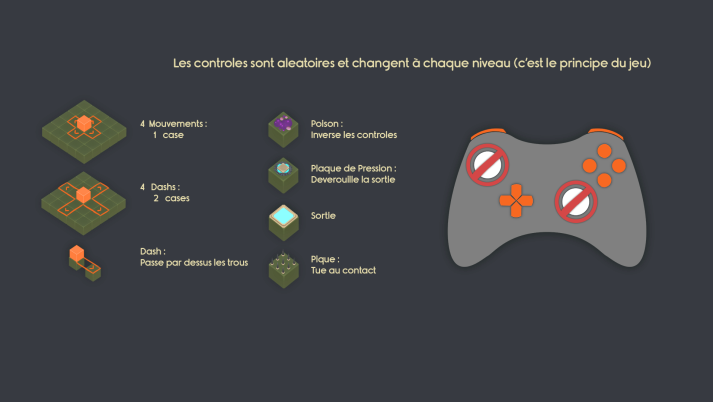 Les controles sont aleatoires et changent à chaque niveau (c'est le principe du jeu)
4 Mouvements :
1 case
4 Dashs :
2 cases
Dash :
Passe par dessus les trous
Poison :
Inverse les controles
Plaque de Pression :
Deverouille la sortie
Sortie
Pique :
Tue au contact